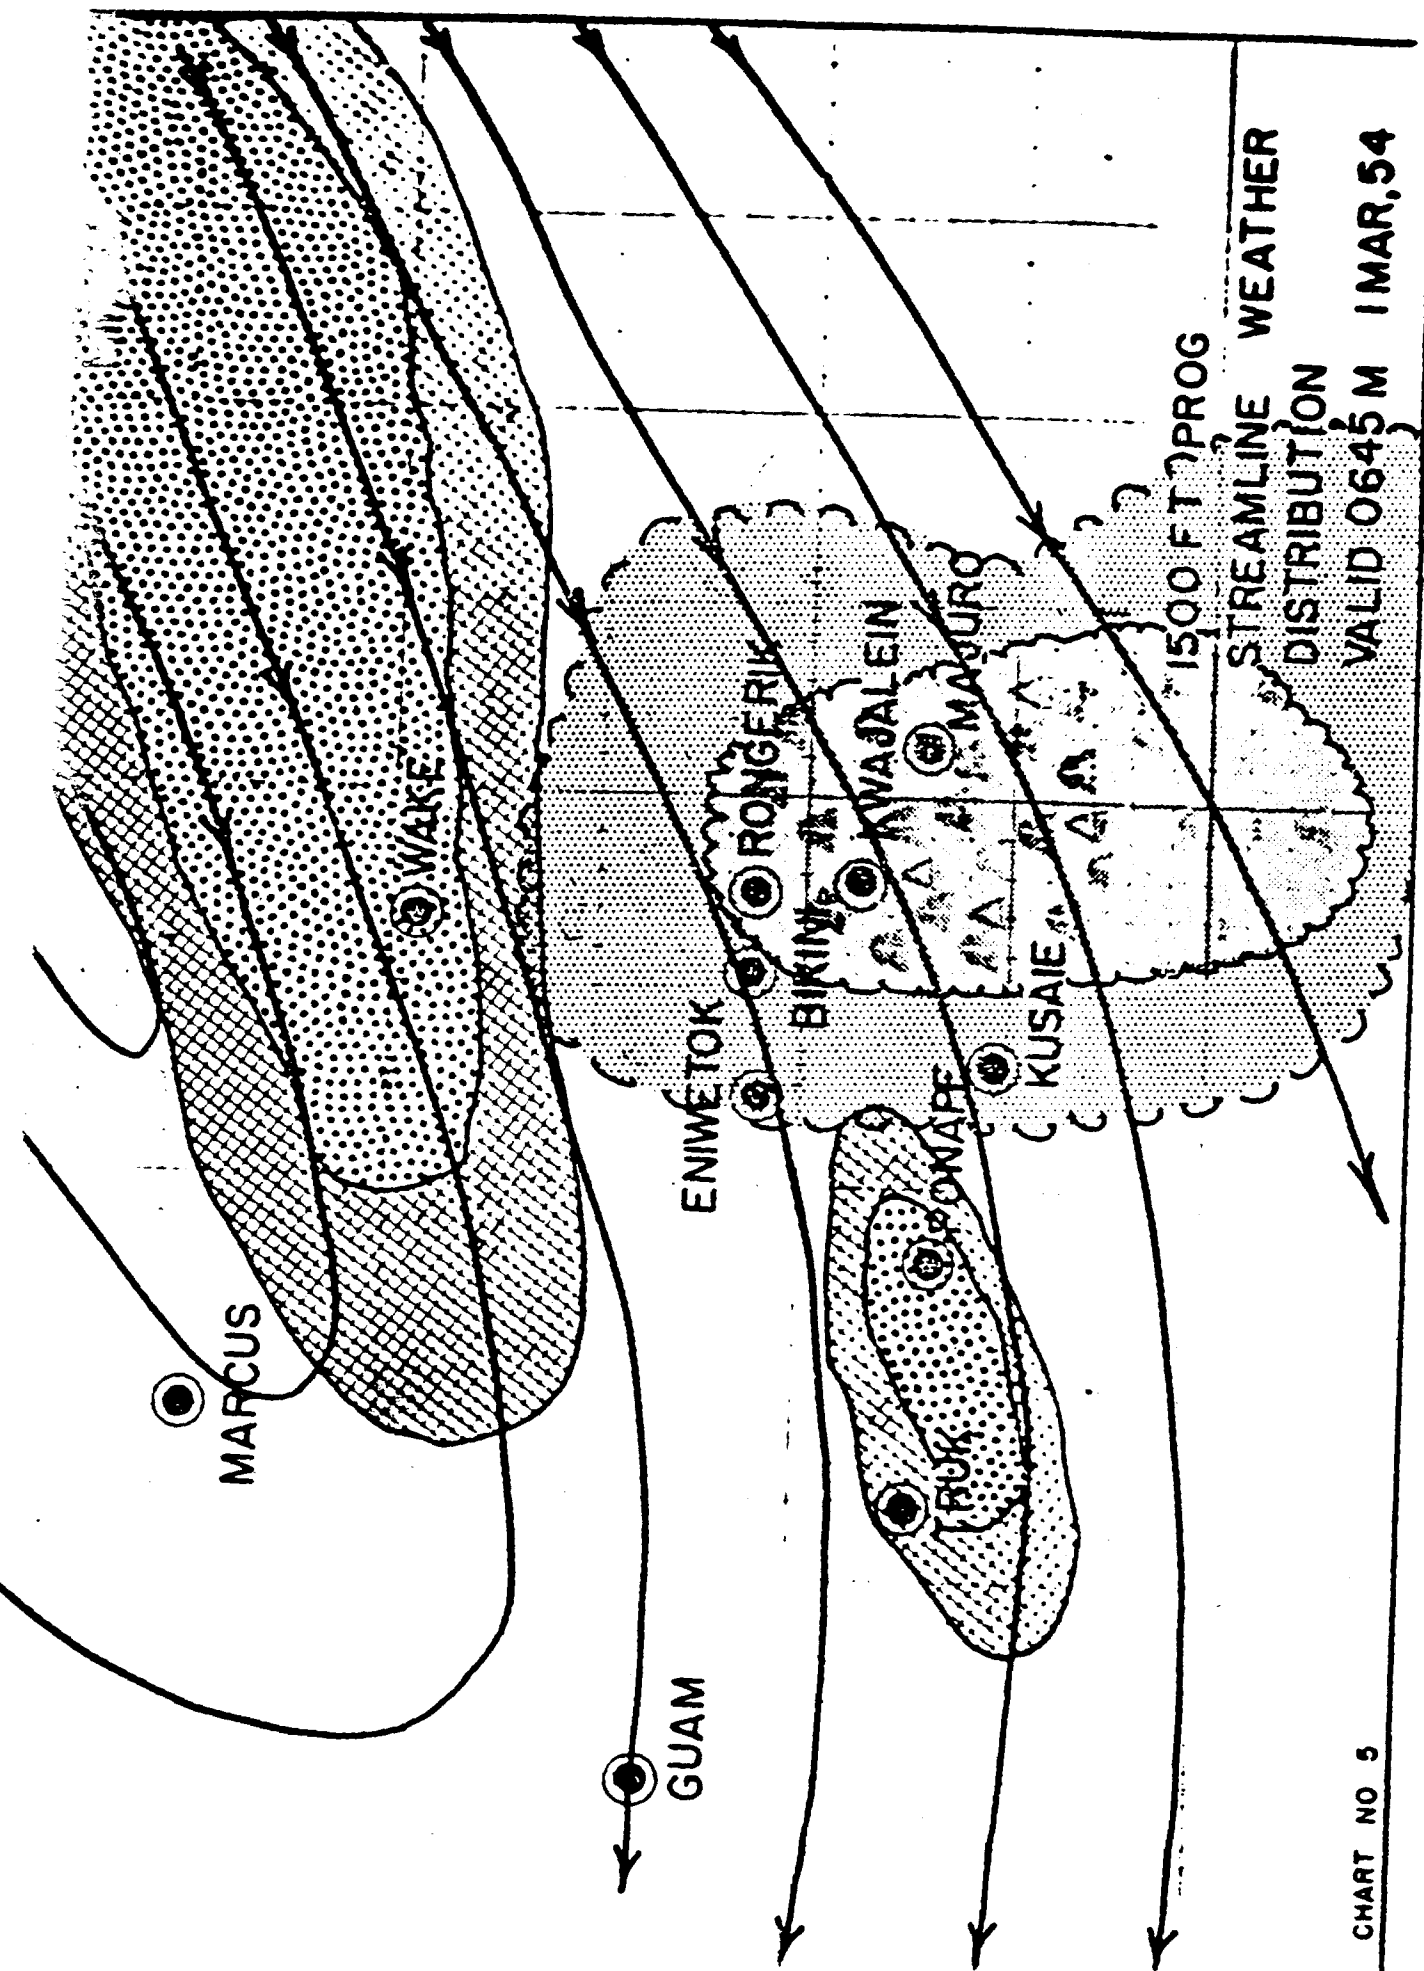 MARCUS
WAKE
GUAM
ENIWETOK
BIKINI
RONGERIK
KWAJALEIN
MAJURO
TRUK
PONAPE
KUSAIE
1500 FT PROG
STREAMLINE WEATHER
DISTRIBUTION
VALID 0645 M 1 MAR, 54
CHART NO 5